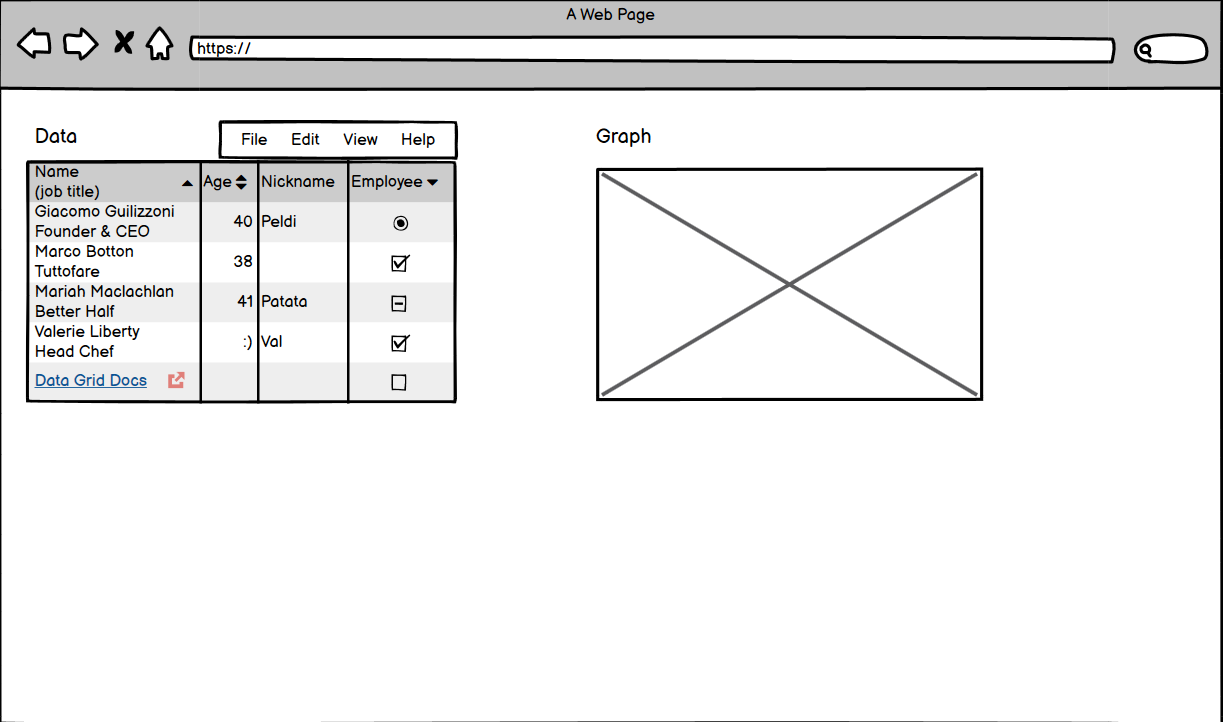 A Web Page
https://
Data
File Edit View Help
Graph
Name
(job title)
Age
Nickname
Employee
Giacomo Guilizzoni
Founder & CEO
40
Peldi
Marco Botton
Tuttofare
38
Mariah Maclachlan
Better Half
41
Patata
Valerie Liberty
Head Chef
:)
Val
Data Grid Docs